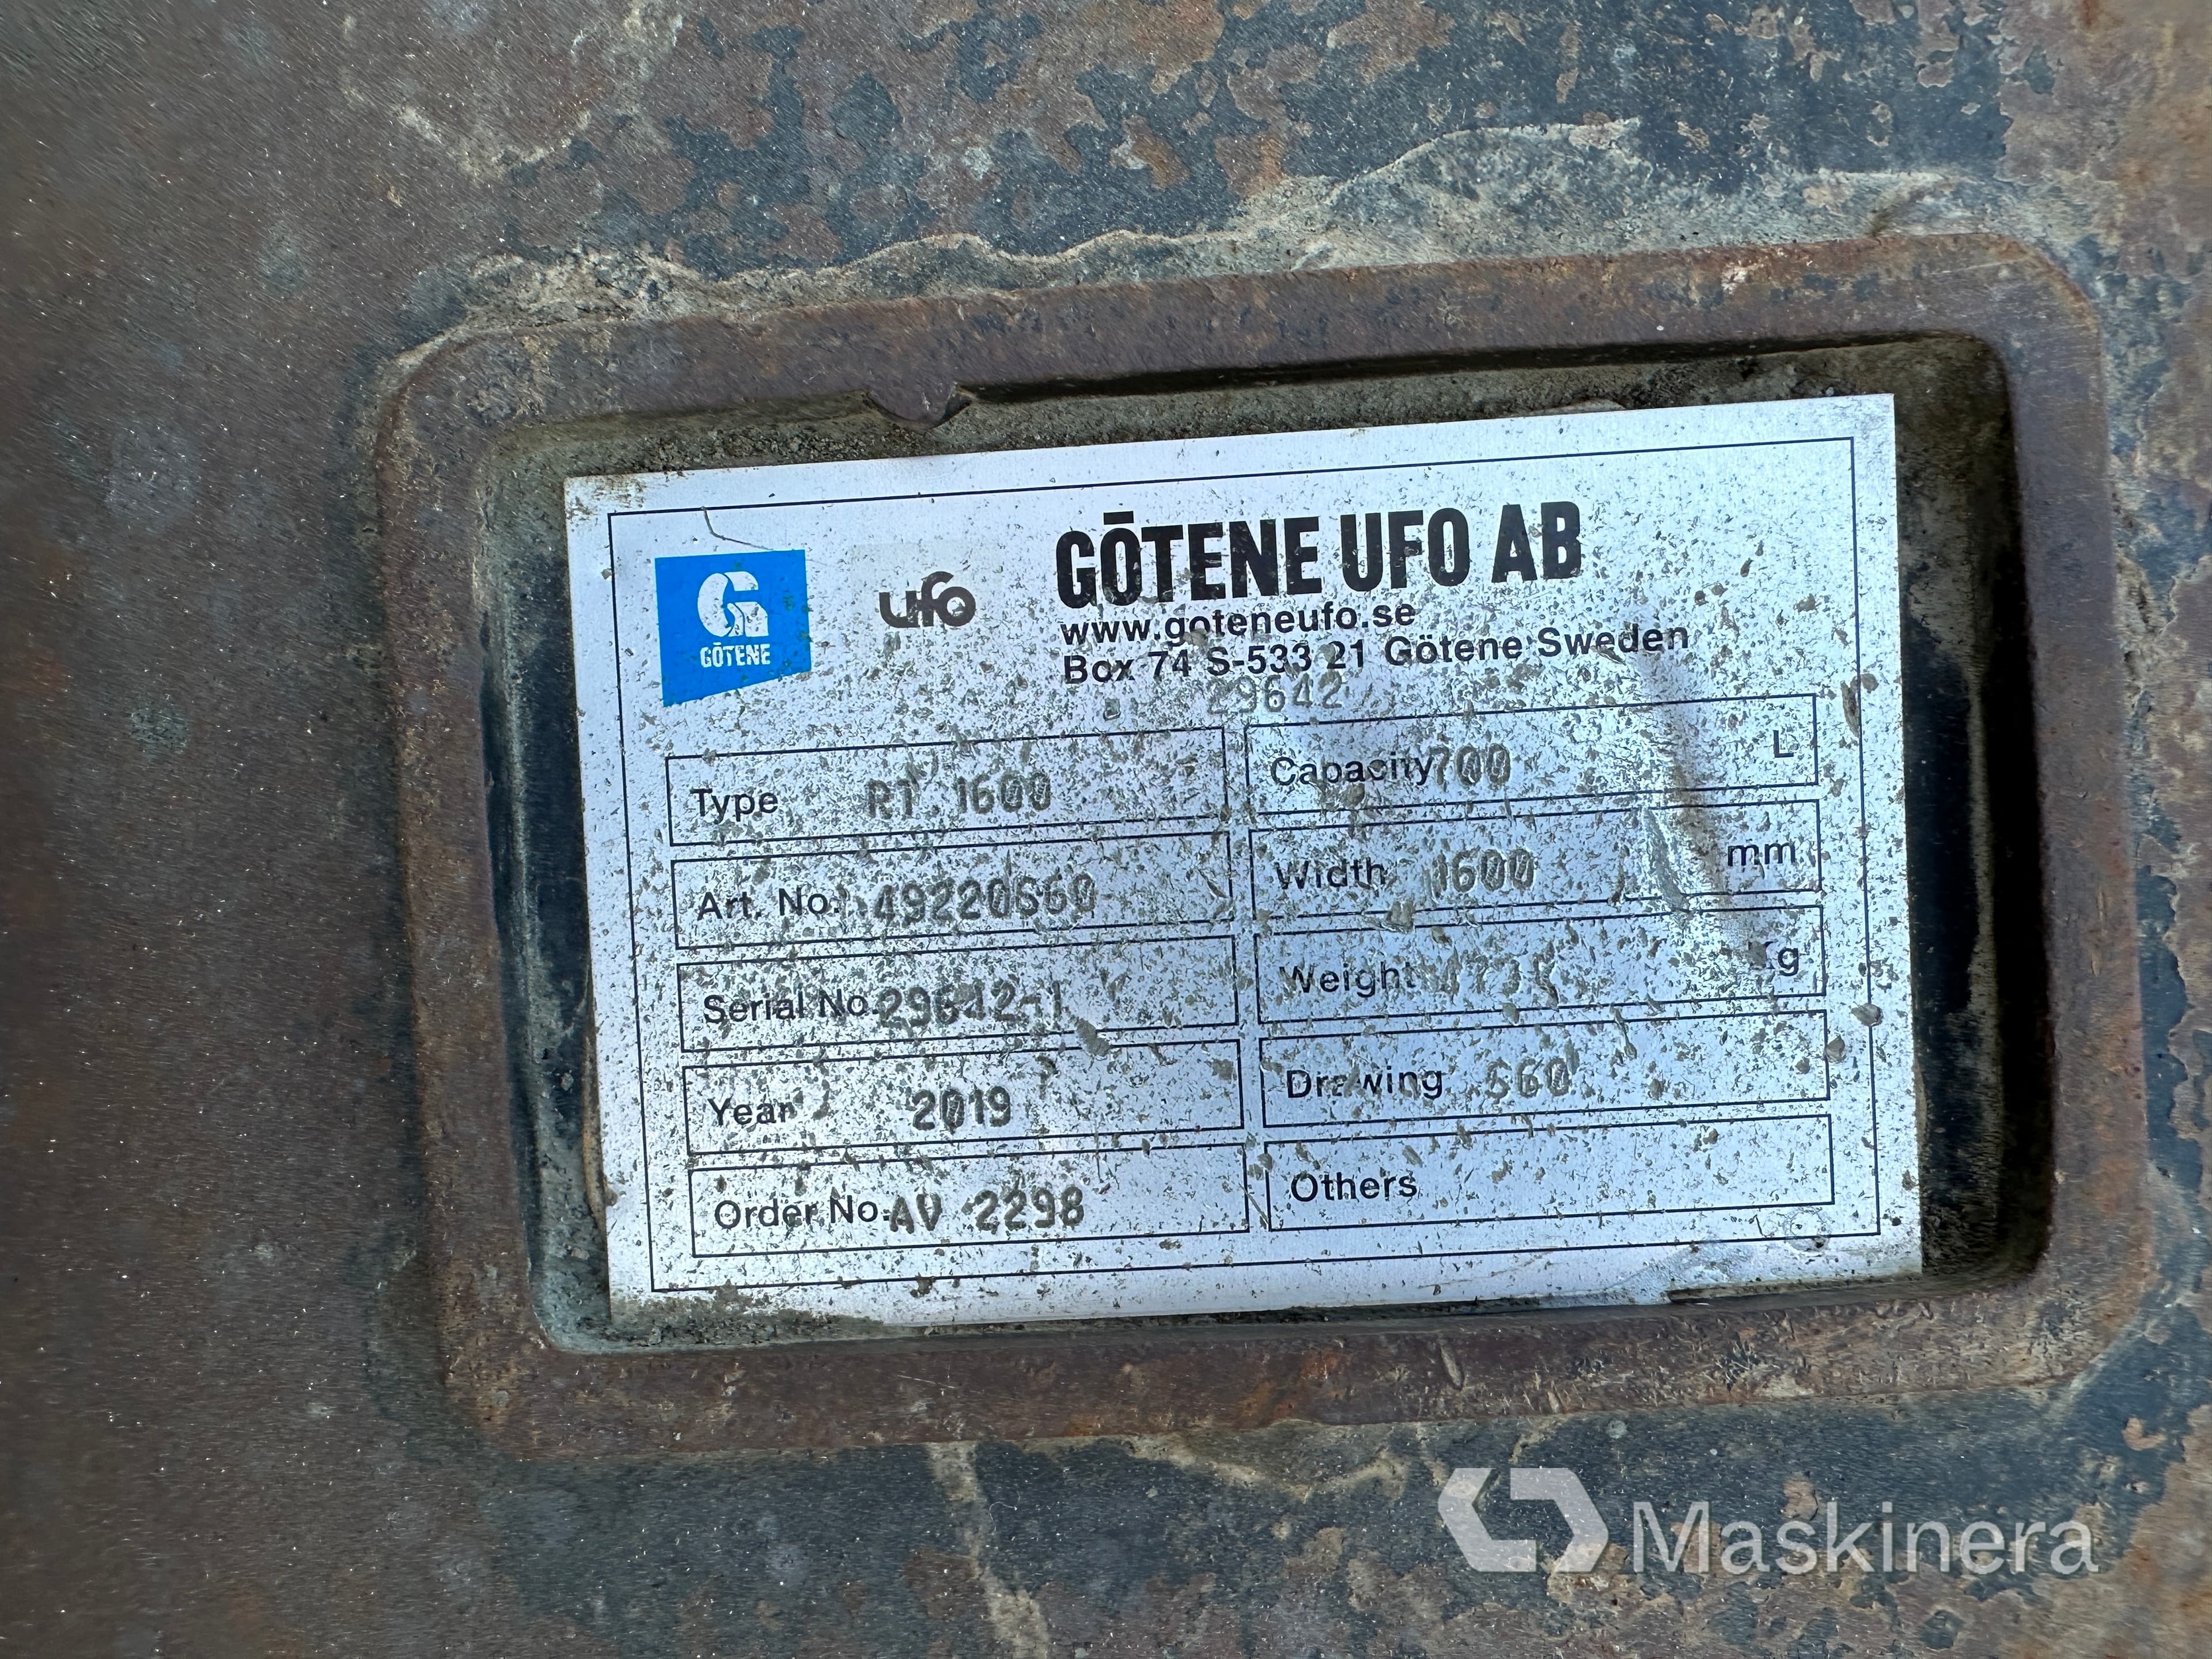 G
GÖTENE
ufo
GÖTENE UFO AB
www.goteneufo.se
Box 74 S-533 21 Götene Sweden
29642
Type RT 1600
Capacity 700 L
Art. No. 49220S60
Width 1600 mm
Serial No. 29642-1
Weight Kg
Year 2019
Drawing S60
Order No. AV 2298
Others
Maskinera